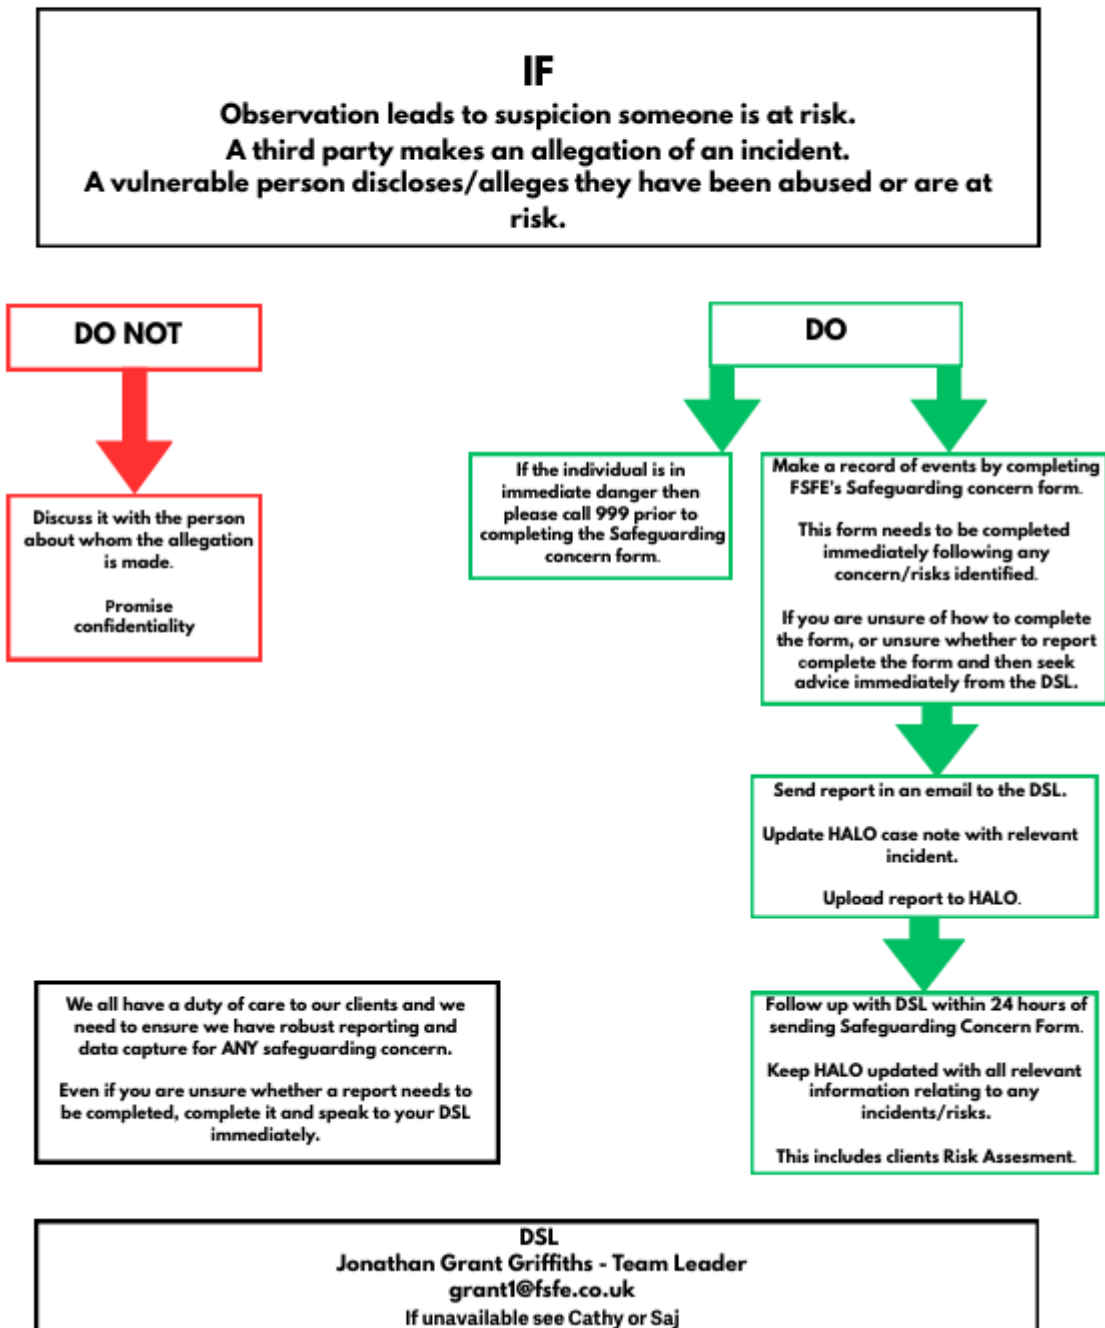 IF
Observation leads to suspicion someone is at risk.
A third party makes an allegation of an incident.
A vulnerable person discloses/alleges they have been abused or are at
risk.
DO NOT
Discuss it with the person
about whom the allegation
is made.
Promise
confidentiality
DO
If the individual is in
immediate danger then
please call 999 prior to
completing the Safeguarding
concern form.
Make a record of events by completing
FSFE's Safeguarding concern form.
This form needs to be completed
immediately following any
concern/risks identified.
If you are unsure of how to complete
the form, or unsure whether to report
complete the form and then seek
advice immediately from the DSL.
Send report in an email to the DSL.
Update HALO case note with relevant
incident.
Upload report to HALO.
Follow up with DSL within 24 hours of
sending Safeguarding Concern Form.
Keep HALO updated with all relevant
information relating to any
incidents/risks.
This includes clients Risk Assesment.
We all have a duty of care to our clients and we
need to ensure we have robust reporting and
data capture for ANY safeguarding concern.
Even if you are unsure whether a report needs to
be completed, complete it and speak to your DSL
immediately.
DSL
Jonathan Grant Griffiths - Team Leader
grant1@fsfe.co.uk
If unavailable see Cathy or Saj